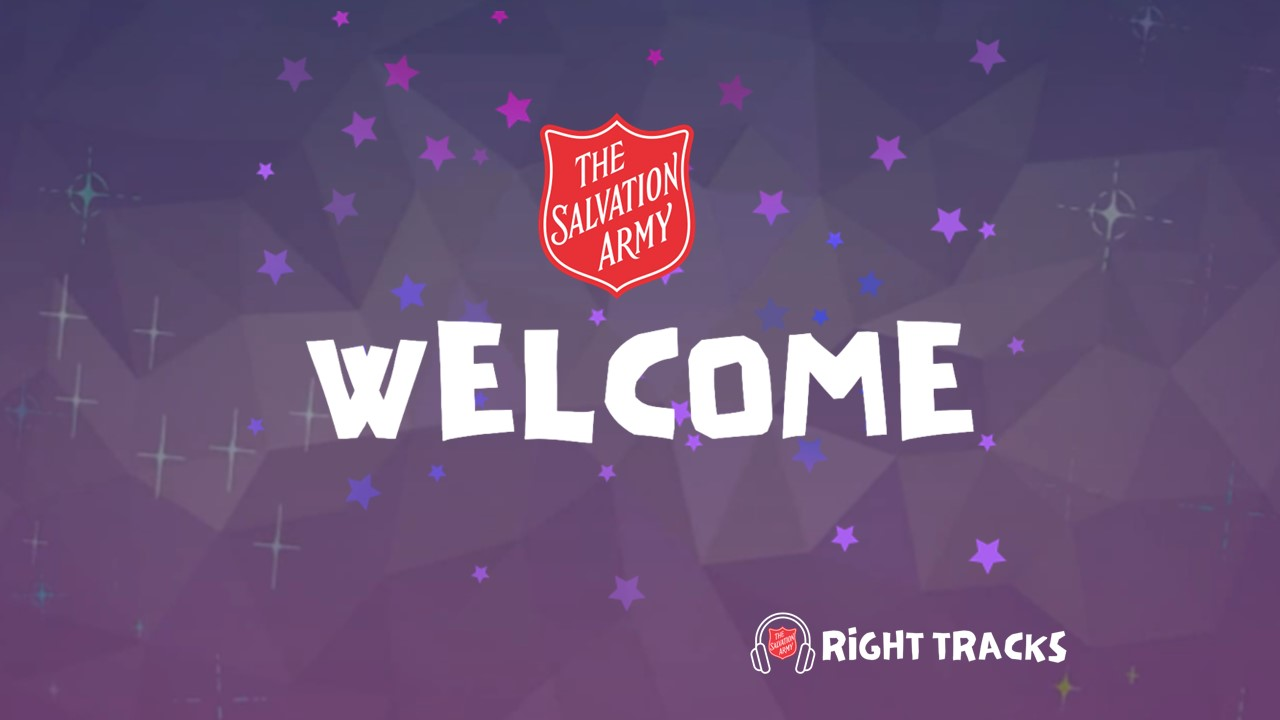 THE
SALVATION
ARMY
WELCOME
THE
SALVATION
ARMY
RIGHT TRACKS